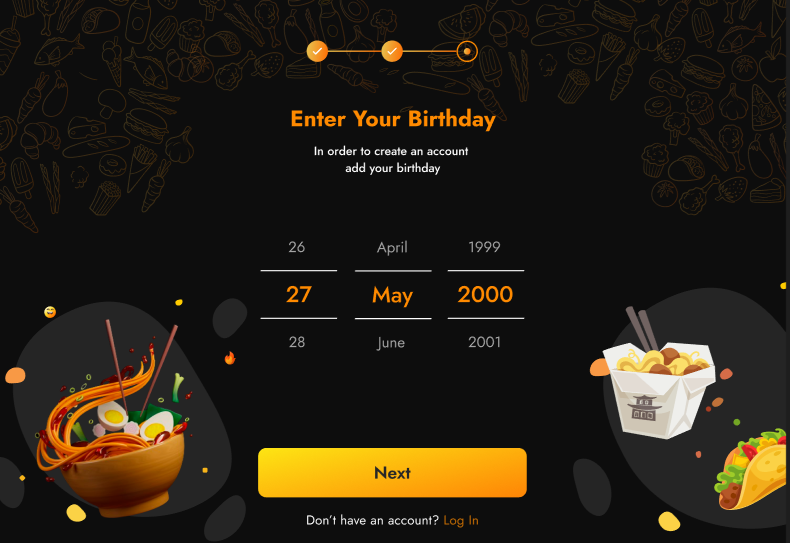 Enter Your Birthday
In order to create an account
add your birthday
26 April 1999
27 May 2000
28 June 2001
Next
Don't have an account? Log In